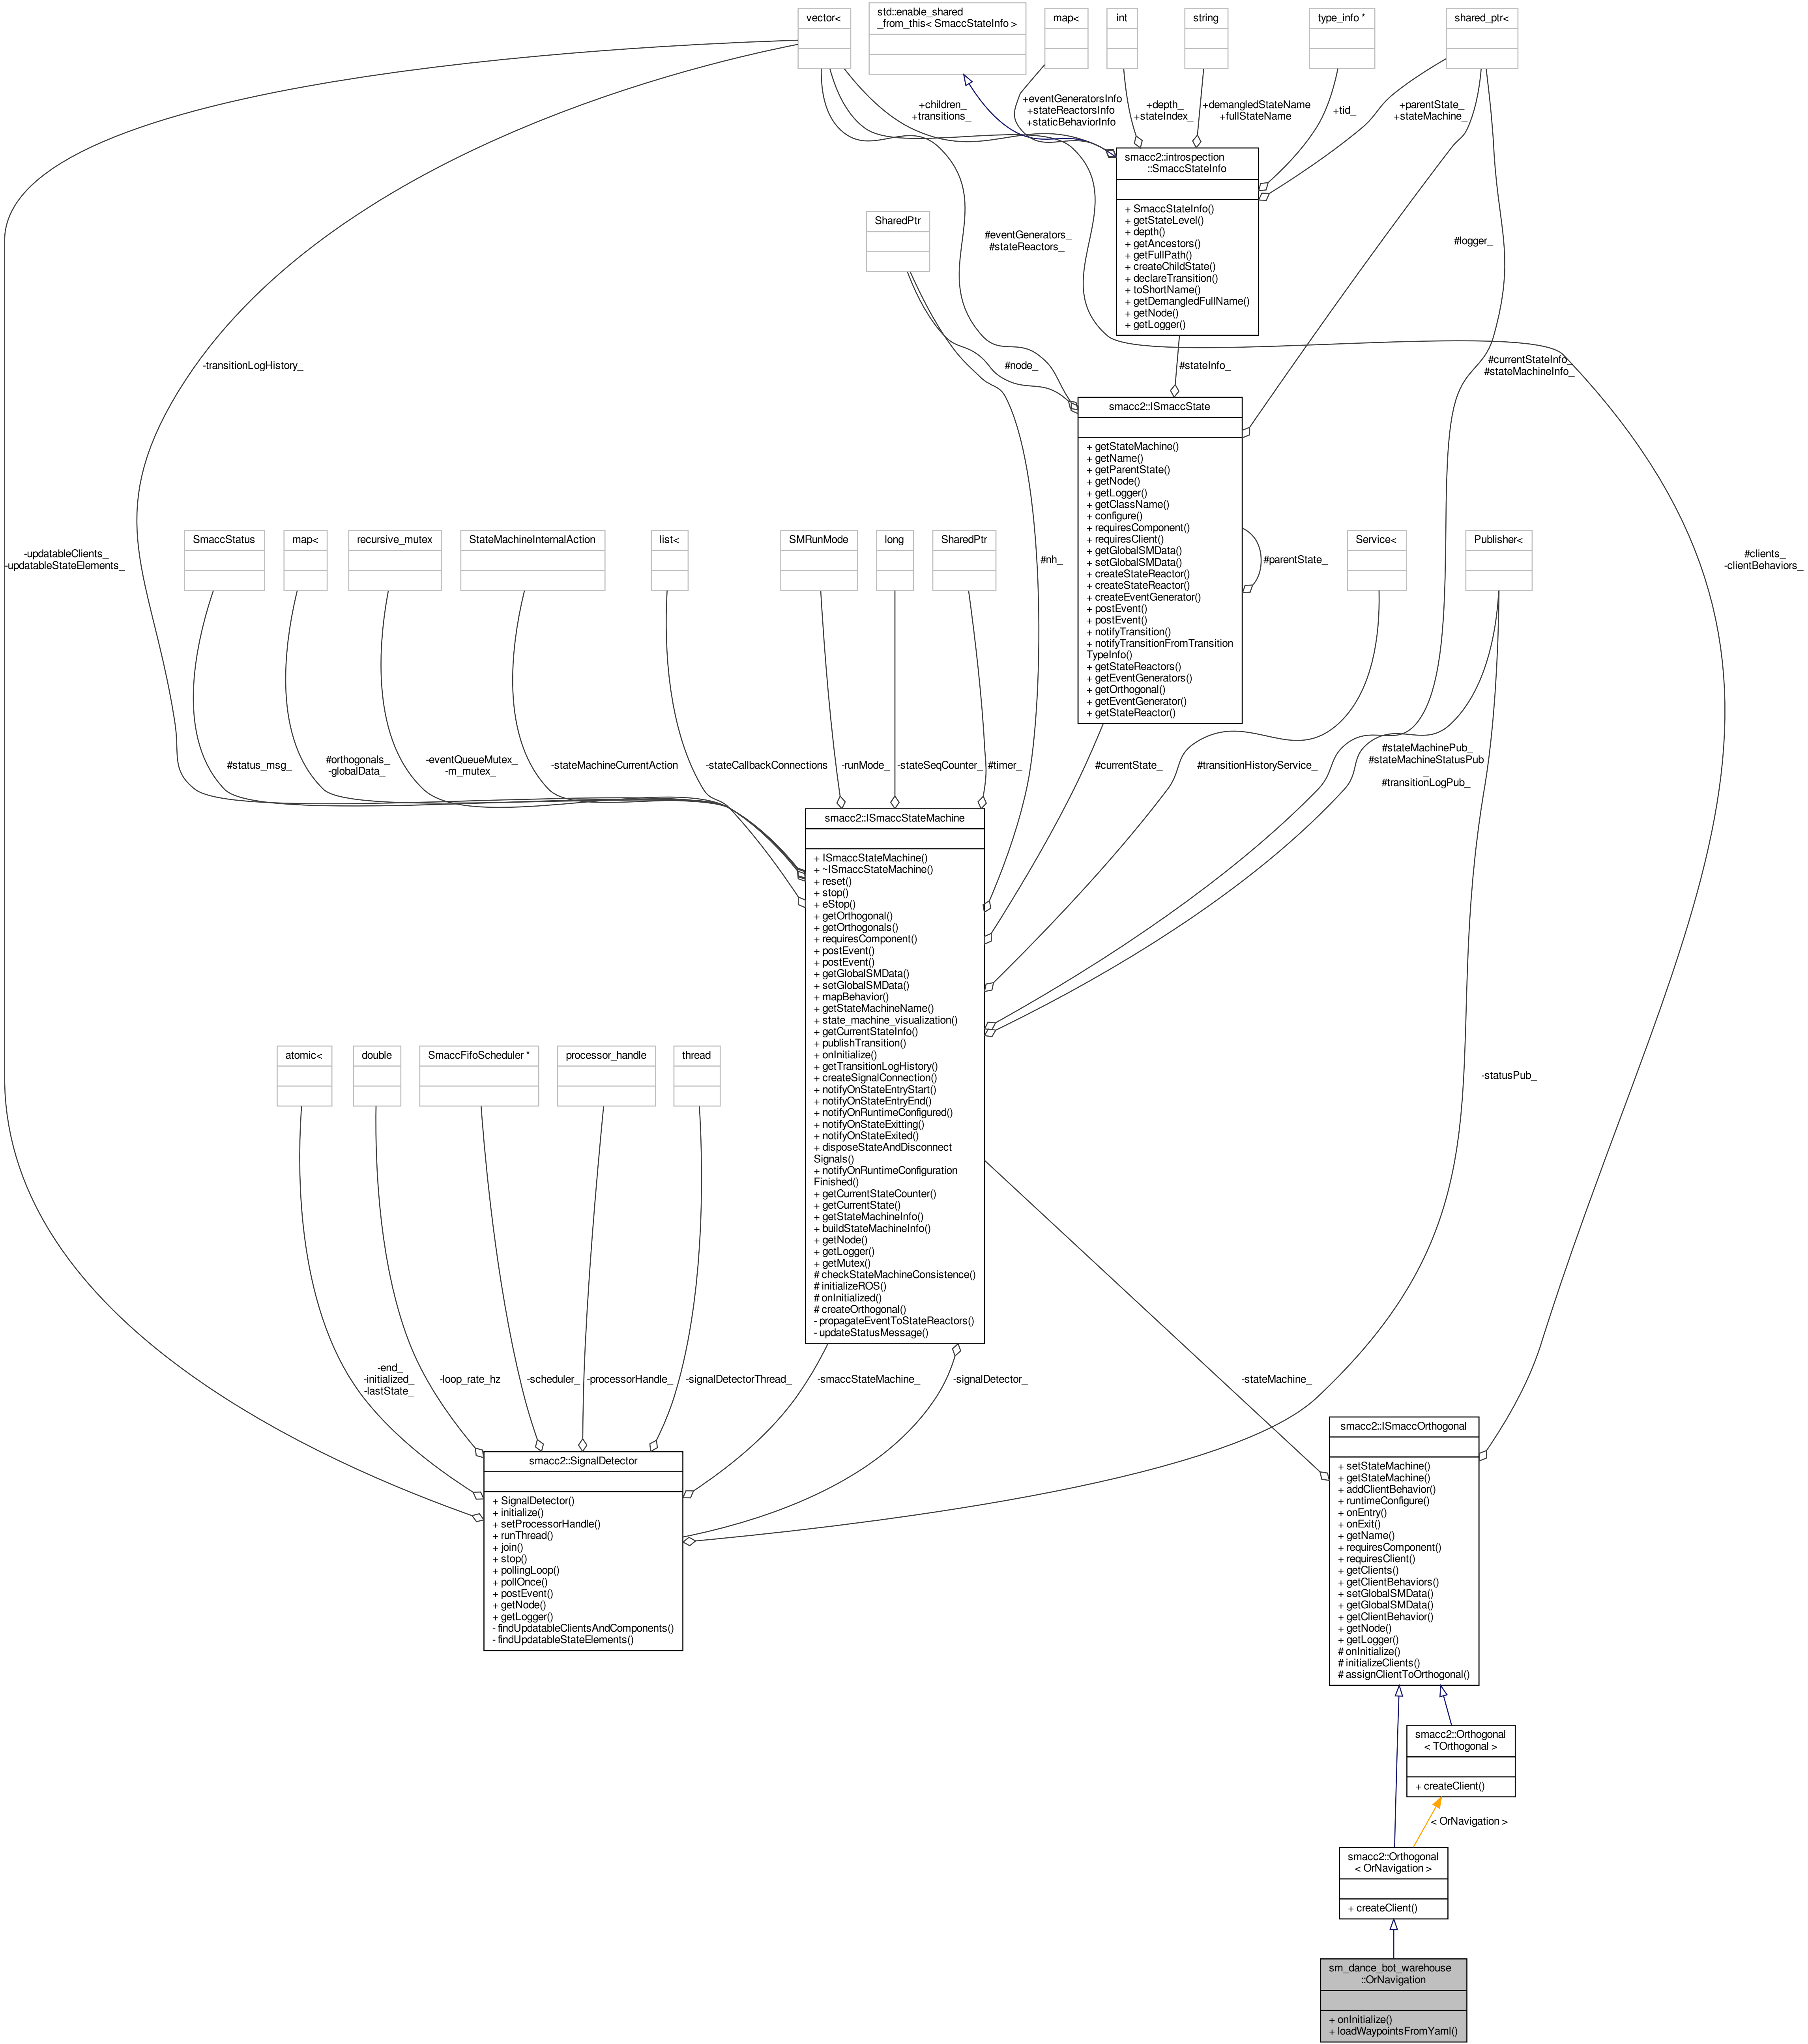 vector<
std::enable_shared
_from_this< SmaccStateInfo >
map<
int
string
type_info *
shared_ptr<
+children_
+transitions_
+eventGeneratorsInfo
+stateReactorsInfo
+staticBehaviorInfo
+depth_
+stateIndex_
+demangledStateName
+fullStateName
+tid_
+parentState_
+stateMachine_
smacc2::introspection
::SmaccStateInfo
+ SmaccStateInfo()
+ getStateLevel()
+ depth()
+ getAncestors()
+ getFullPath()
+ createChildState()
+ declareTransition()
+ toShortName()
+ getDemangledFullName()
+ getNode()
+ getLogger()
SharedPtr
#eventGenerators_
#stateReactors_
#logger_
-transitionLogHistory_
#node_
#stateInfo_
#currentStateInfo_
#stateMachineInfo_
smacc2::ISmaccState
+ getStateMachine()
+ getName()
+ getParentState()
+ getNode()
+ getLogger()
+ getClassName()
+ configure()
+ requiresComponent()
+ requiresClient()
+ getGlobalSMData()
+ setGlobalSMData()
+ createStateReactor()
+ createStateReactor()
+ createEventGenerator()
+ postEvent()
+ postEvent()
+ notifyTransition()
+ notifyTransitionFromTransition
TypeInfo()
+ getStateReactors()
+ getEventGenerators()
+ getOrthogonal()
+ getEventGenerator()
+ getStateReactor()
#parentState_
-updatableClients_
-updatableStateElements_
SmaccStatus
map<
recursive_mutex
StateMachineInternalAction
list<
SMRunMode
long
SharedPtr
#nh_
Service<
Publisher<
#clients_
-clientBehaviors_
#status_msg_
#orthogonals_
-globalData_
-eventQueueMutex_
-m_mutex_
-stateMachineCurrentAction
-stateCallbackConnections
-runMode_
-stateSeqCounter_
#timer_
#currentState_
#transitionHistoryService_
#stateMachinePub_
#stateMachineStatusPub
_
#transitionLogPub_
smacc2::ISmaccStateMachine
+ ISmaccStateMachine()
+ ~ISmaccStateMachine()
+ reset()
+ stop()
+ eStop()
+ getOrthogonal()
+ getOrthogonals()
+ requiresComponent()
+ postEvent()
+ postEvent()
+ getGlobalSMData()
+ setGlobalSMData()
+ mapBehavior()
+ getStateMachineName()
+ state_machine_visualization()
+ getCurrentStateInfo()
+ publishTransition()
+ onInitialize()
+ getTransitionLogHistory()
+ createSignalConnection()
+ notifyOnStateEntryStart()
+ notifyOnStateEntryEnd()
+ notifyOnRuntimeConfigured()
+ notifyOnStateExitting()
+ notifyOnStateExited()
+ disposeStateAndDisconnect
Signals()
+ notifyOnRuntimeConfiguration
Finished()
+ getCurrentStateCounter()
+ getCurrentState()
+ getStateMachineInfo()
+ buildStateMachineInfo()
+ getNode()
+ getLogger()
+ getMutex()
# checkStateMachineConsistence()
# initializeROS()
# onInitialized()
# createOrthogonal()
- propagateEventToStateReactors()
- updateStatusMessage()
atomic<
double
SmaccFifoScheduler *
processor_handle
thread
-statusPub_
-end_
-initialized_
-lastState_
-loop_rate_hz
-scheduler_
-processorHandle_
-signalDetectorThread_
-smaccStateMachine_
-signalDetector_
-stateMachine_
smacc2::SignalDetector
+ SignalDetector()
+ initialize()
+ setProcessorHandle()
+ runThread()
+ join()
+ stop()
+ pollingLoop()
+ pollOnce()
+ postEvent()
+ getNode()
+ getLogger()
- findUpdatableClientsAndComponents()
- findUpdatableStateElements()
smacc2::ISmaccOrthogonal
+ setStateMachine()
+ getStateMachine()
+ addClientBehavior()
+ runtimeConfigure()
+ onEntry()
+ onExit()
+ getName()
+ requiresComponent()
+ requiresClient()
+ getClients()
+ getClientBehaviors()
+ setGlobalSMData()
+ getGlobalSMData()
+ getClientBehavior()
+ getNode()
+ getLogger()
# onInitialize()
# initializeClients()
# assignClientToOrthogonal()
smacc2::Orthogonal
< TOrthogonal >
+ createClient()
< OrNavigation >
smacc2::Orthogonal
< OrNavigation >
+ createClient()
sm_dance_bot_warehouse
::OrNavigation
+ onInitialize()
+ loadWaypointsFromYaml()